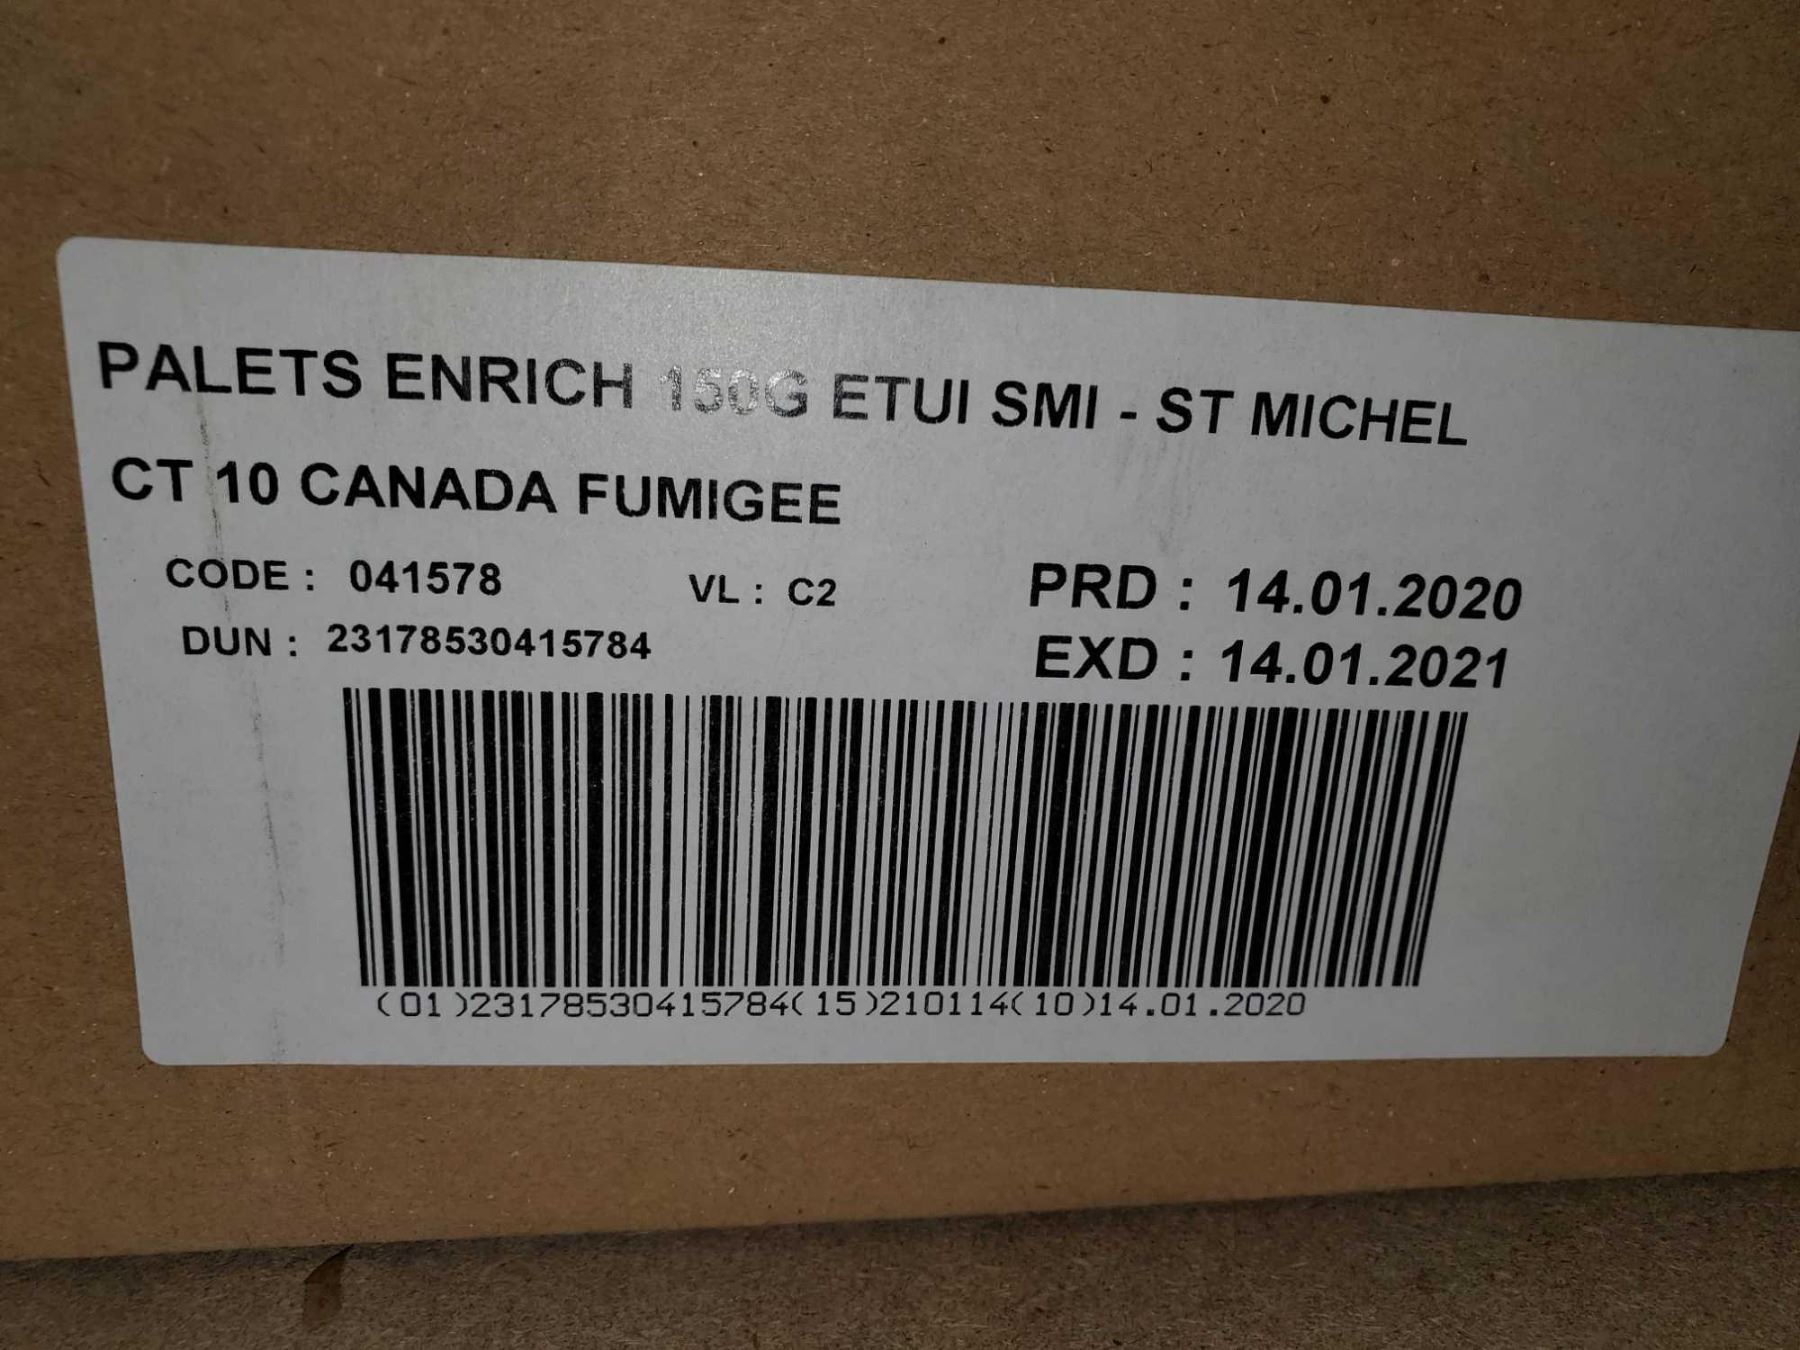 PALETS ENRICH 150G ETUI SMI - ST MICHEL
CT 10 CANADA FUMIGEE
CODE : 041578 VL : C2 PRD : 14.01.2020
DUN : 23178530415784 EXD : 14.01.2021
(01)23178530415784(15)210114(10)14.01.2020